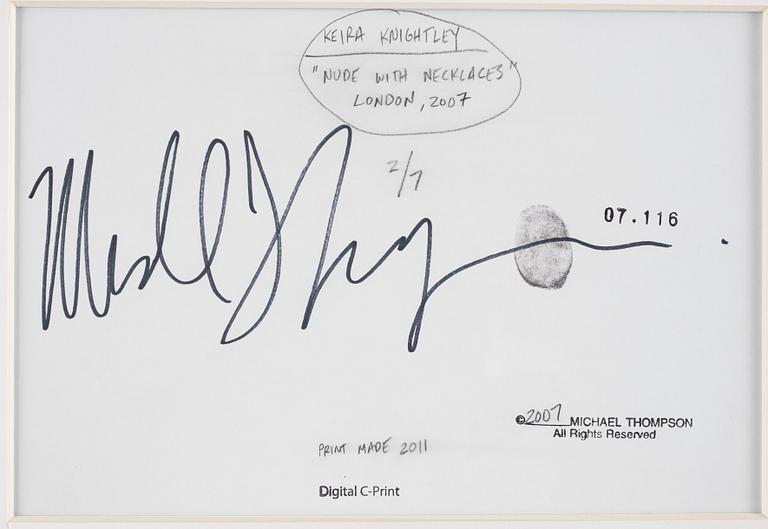 KEIRA KNIGHTLEY
"NUDE WITH NECKLACES"
LONDON, 2007
2/7
07.116
©2007 MICHAEL THOMPSON
All Rights Reserved
PRINT MADE 2011
Digital C-Print